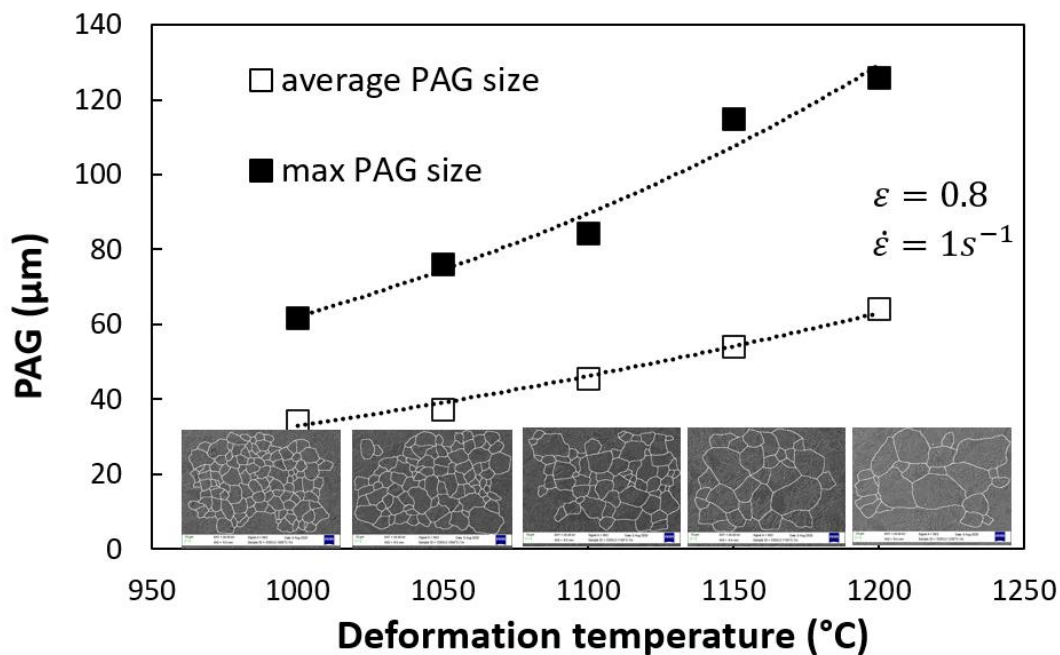 140
120
100
80
60
40
20
0
PAG (µm)
average PAG size
max PAG size
ε = 0.8
ε̇ = 1s⁻¹
950 1000 1050 1100 1150 1200 1250
Deformation temperature (°C)